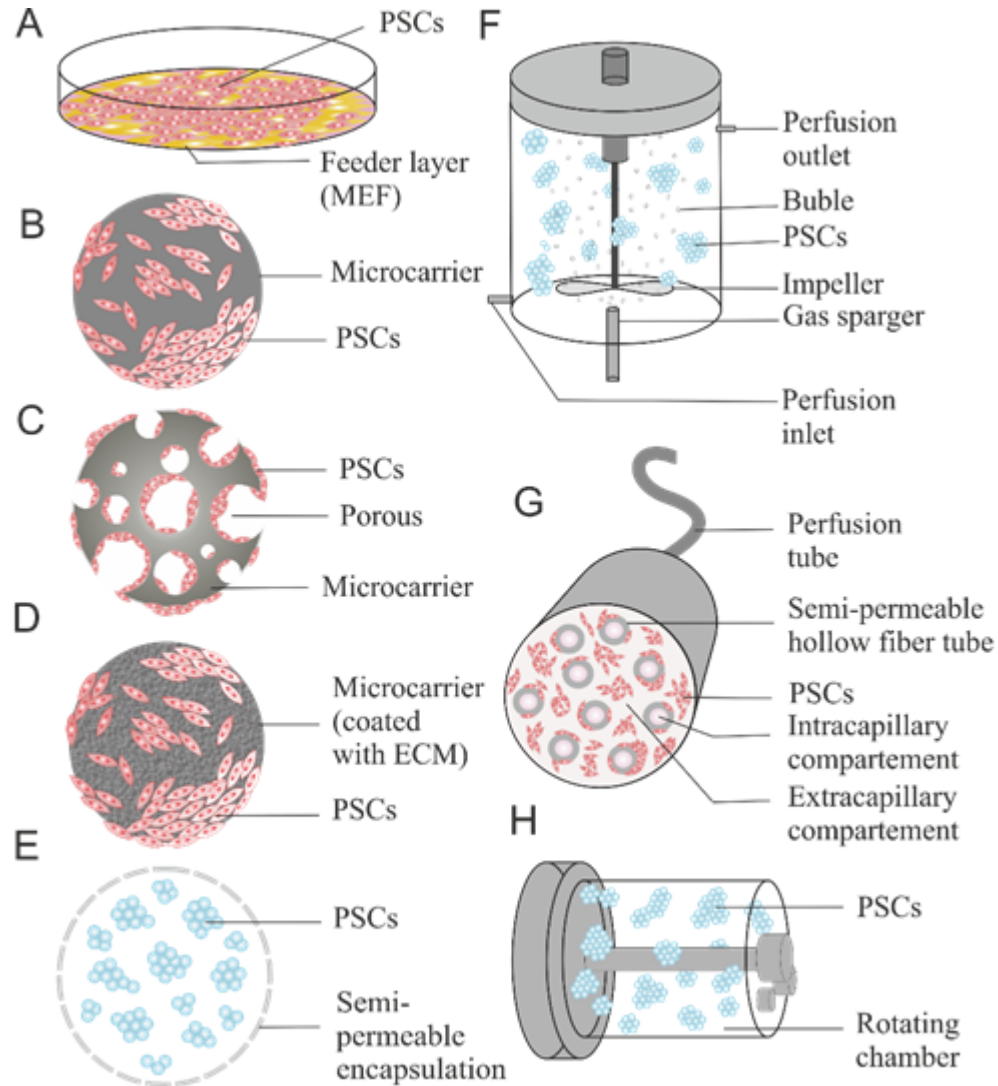 A
PSCs
Feeder layer
(MEF)
B
Microcarrier
PSCs
C
PSCs
Porous
Microcarrier
D
Microcarrier
(coated
with ECM)
PSCs
E
PSCs
Semi-
permeable
encapsulation
F
Perfusion
outlet
Buble
PSCs
Impeller
Gas sparger
Perfusion
inlet
G
Perfusion
tube
Semi-permeable
hollow fiber tube
PSCs
Intracapillary
compartement
Extracapillary
compartement
H
PSCs
Rotating
chamber